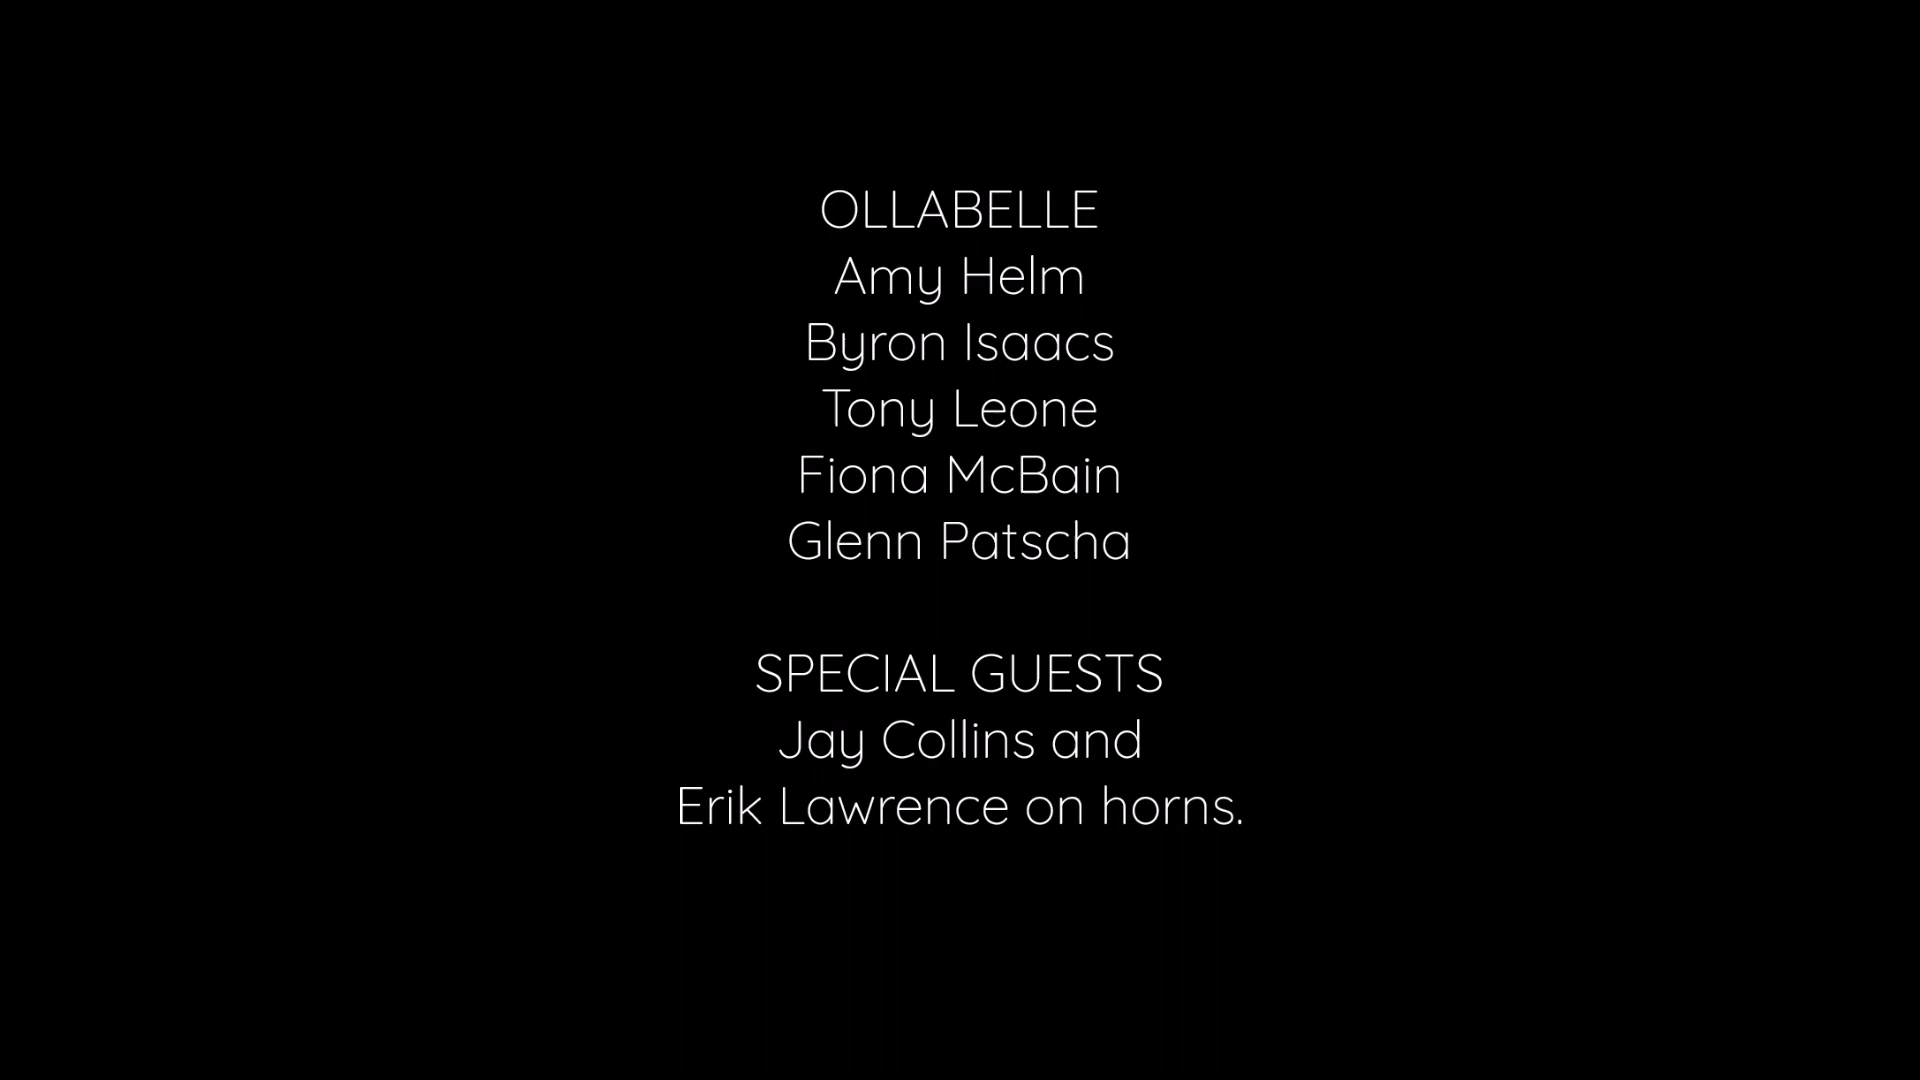 OLLABELLE
Amy Helm
Byron Isaacs
Tony Leone
Fiona McBain
Glenn Patscha
SPECIAL GUESTS
Jay Collins and
Erik Lawrence on horns.